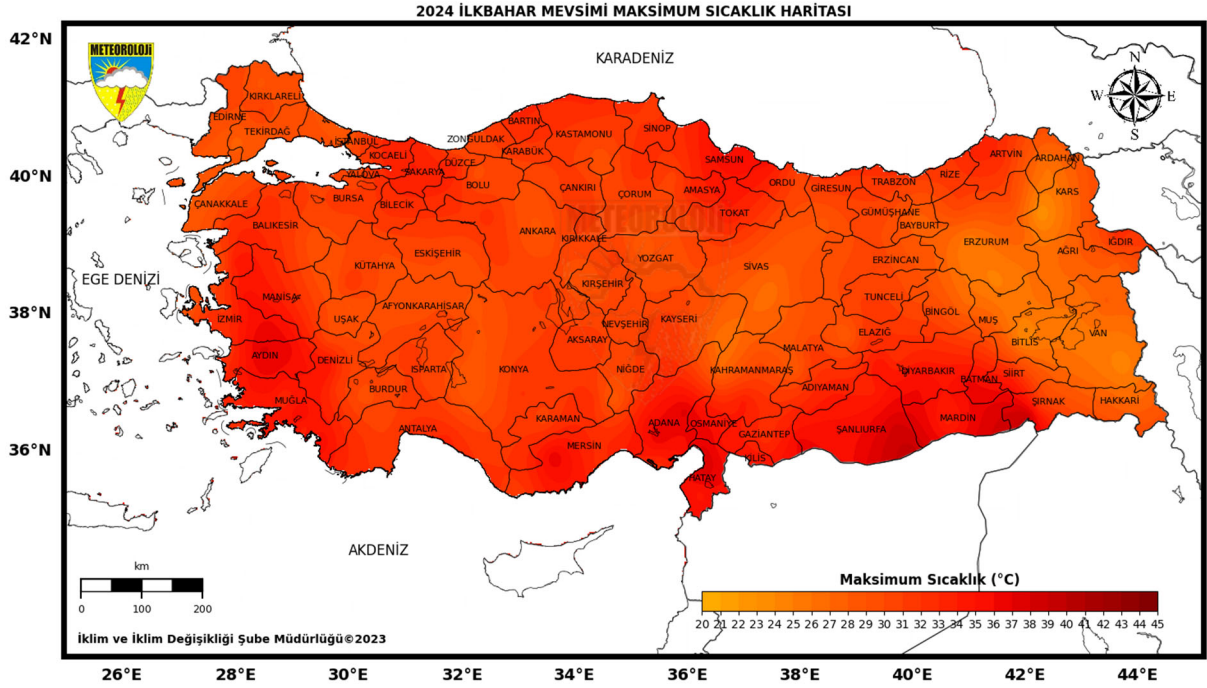 2024 İLKBAHAR MEVSİMİ MAKSİMUM SICAKLIK HARİTASI
42°N
40°N
38°N
36°N
METEOROLOJİ
KARADENİZ
N
W E
S
EGE DENİZİ
AKDENİZ
KIRKLARELİ
EDİRNE
TEKİRDAĞ
İSTANBUL
KOCAELİ
YALOVA
SAKARYA
DÜZCE
ZONGULDAK
BARTIN
KARABÜK
KASTAMONU
SİNOP
SAMSUN
BOLU
ÇANKIRI
ÇORUM
AMASYA
ORDU
GİRESUN
TRABZON
RİZE
ARTVİN
ARDAHAN
KARS
ÇANAKKALE
BURSA
BİLECİK
BALIKESİR
TOKAT
GÜMÜŞHANE
BAYBURT
METEOROLOJİ
ANKARA
KIRIKKALE
ERZURUM
IĞDIR
AĞRI
ESKİŞEHİR
KÜTAHYA
YOZGAT
SİVAS
ERZİNCAN
KIRŞEHİR
TUNCELİ
MANİSA
İZMİR
UŞAK
AFYONKARAHİSAR
NEVŞEHİR
KAYSERİ
BİNGÖL
MUŞ
BİTLİS
VAN
ELAZIĞ
AKSARAY
MALATYA
AYDIN
DENİZLİ
ISPARTA
KONYA
NİĞDE
KAHRAMANMARAŞ
DİYARBAKIR
BATMAN
SİİRT
BURDUR
ADIYAMAN
MUĞLA
ŞIRNAK
HAKKARİ
ANTALYA
KARAMAN
MERSİN
ADANA
OSMANİYE
GAZİANTEP
ŞANLIURFA
MARDİN
KİLİS
HATAY
km
0 100 200
Maksimum Sıcaklık (°C)
20 21 22 23 24 25 26 27 28 29 30 31 32 33 34 35 36 37 38 39 40 41 42 43 44 45
İklim ve İklim Değişikliği Şube Müdürlüğü©2023
26°E 28°E 30°E 32°E 34°E 36°E 38°E 40°E 42°E 44°E